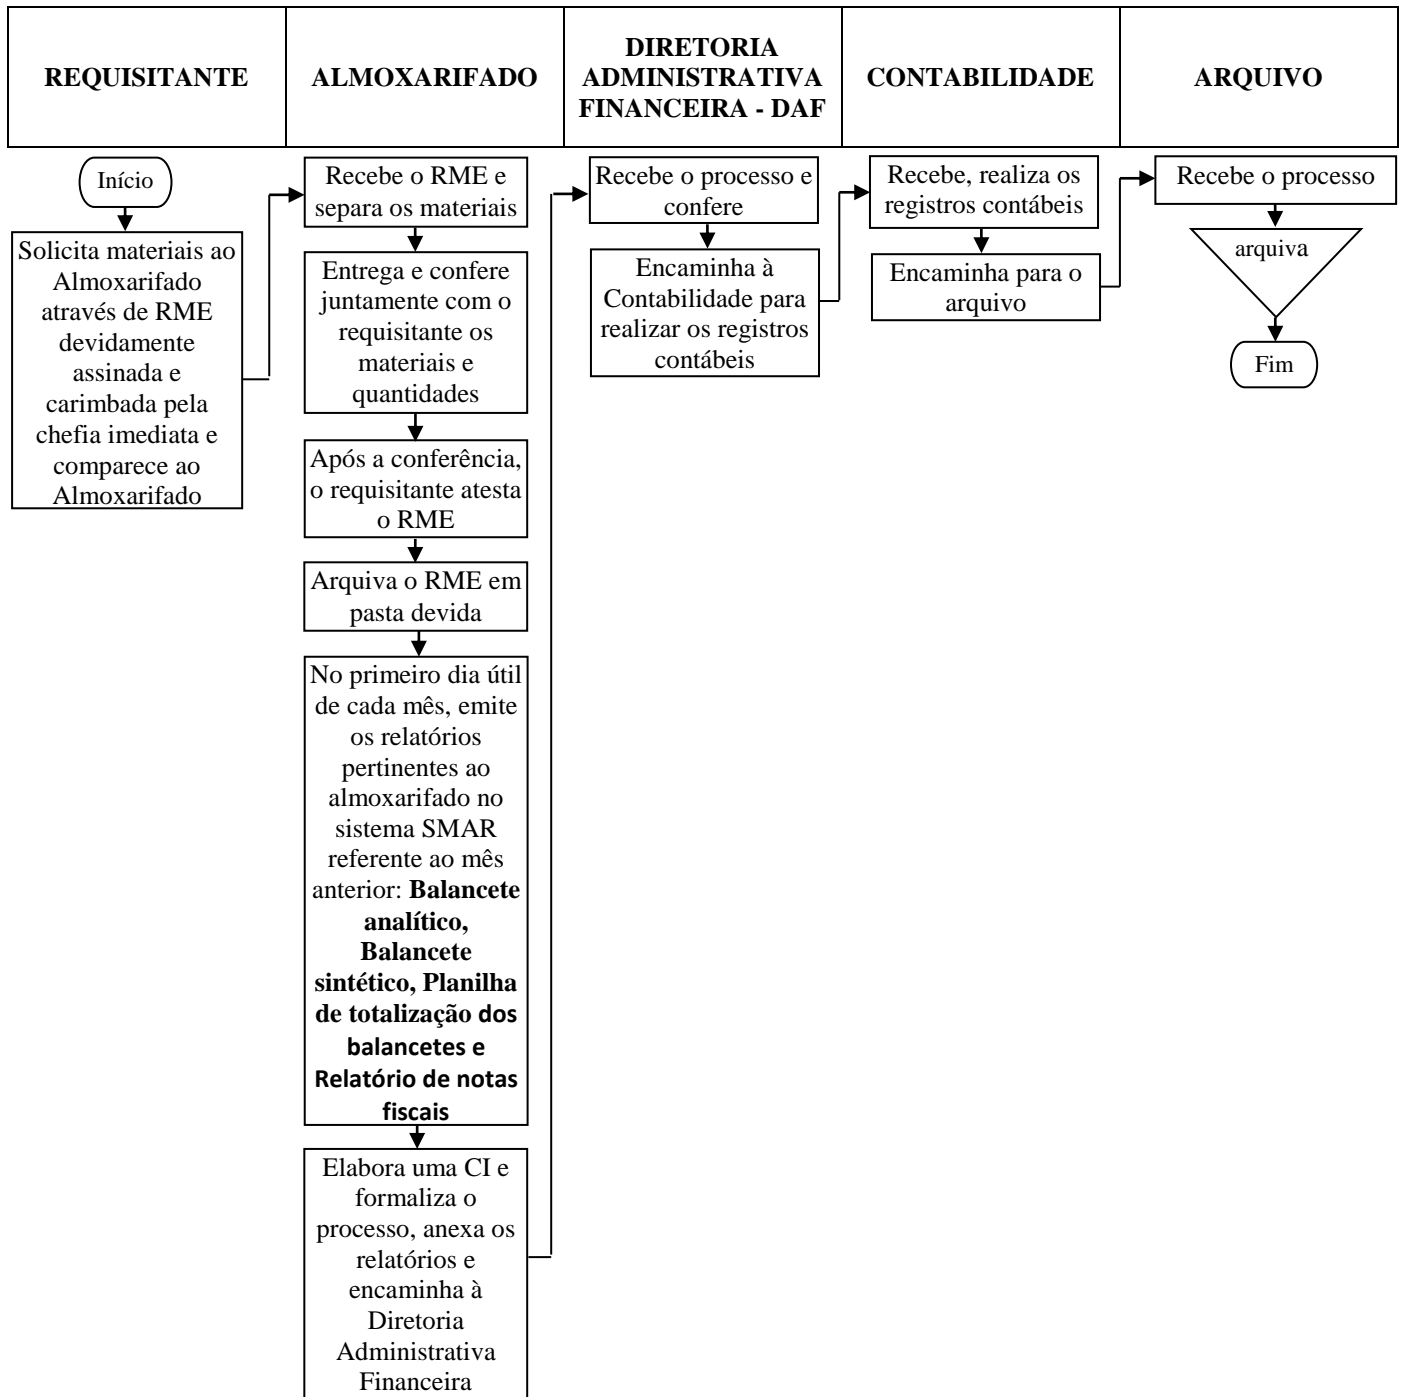 REQUISITANTE
ALMOXARIFADO
DIRETORIA
ADMINISTRATIVA
FINANCEIRA - DAF
CONTABILIDADE
ARQUIVO
Início
Solicita materiais ao
Almoxarifado
através de RME
devidamente
assinada e
carimbada pela
chefia imediata e
comparece ao
Almoxarifado
Recebe o RME e
separa os materiais
Entrega e confere
juntamente com o
requisitante os
materiais e
quantidades
Após a conferência,
o requisitante atesta
o RME
Arquiva o RME em
pasta devida
No primeiro dia útil
de cada mês, emite
os relatórios
pertinentes ao
almoxarifado no
sistema SMAR
referente ao mês
anterior: Balancete
analítico,
Balancete
sintético, Planilha
de totalização dos
balancetes e
Relatório de notas
fiscais
Elabora uma CI e
formaliza o
processo, anexa os
relatórios e
encaminha à
Diretoria
Administrativa
Financeira
Recebe o processo e
confere
Encaminha à
Contabilidade para
realizar os registros
contábeis
Recebe, realiza os
registros contábeis
Encaminha para o
arquivo
Recebe o processo
arquiva
Fim